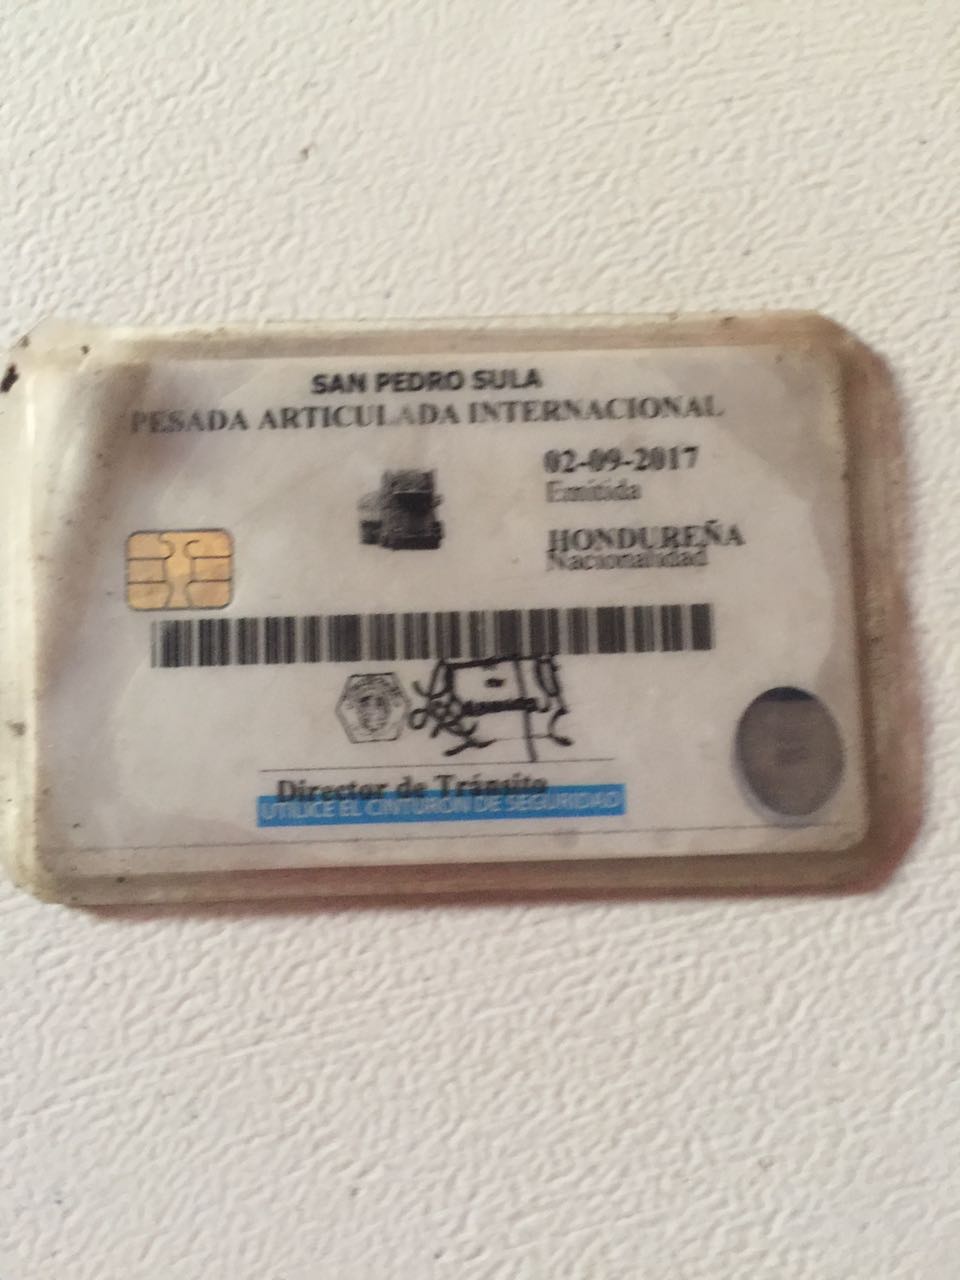 SAN PEDRO SULA
PESADA ARTICULADA INTERNACIONAL
02-09-2017
Emitida
HONDUREÑA
Nacionalidad
Director de Tránsito
UTILICE EL CINTURÓN DE SEGURIDAD